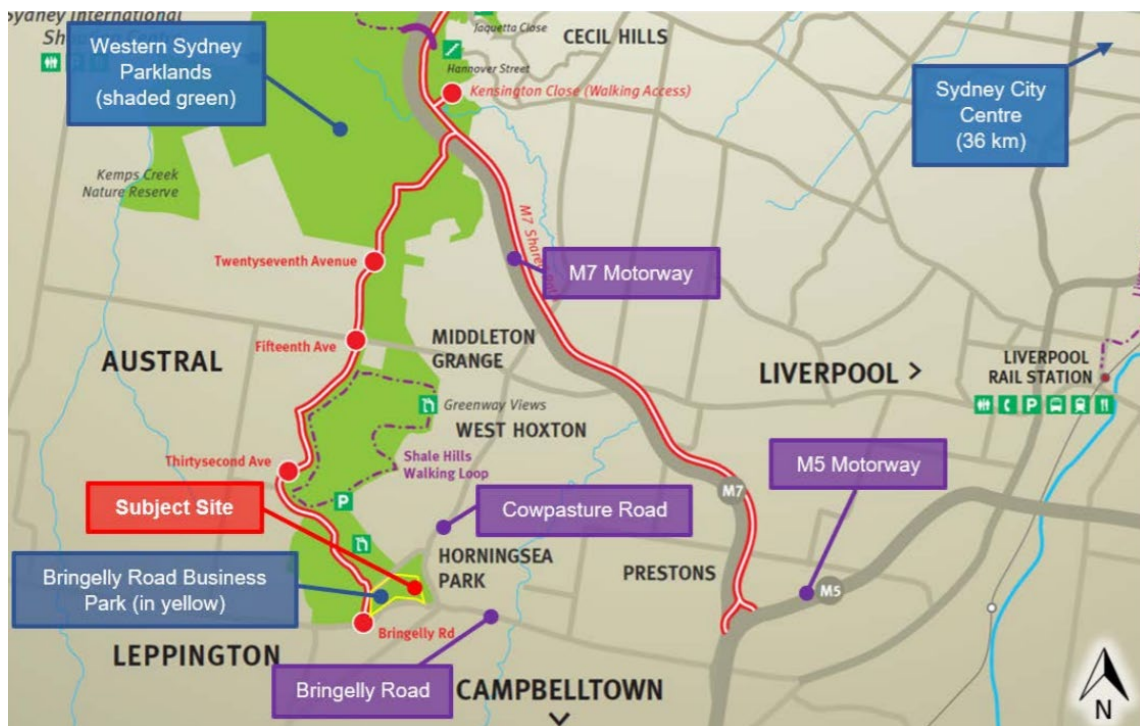 Sydney International
Shooting Centre
Western Sydney
Parklands
(shaded green)
Jaquetta Close
CECIL HILLS
Hannover Street
Kensington Close (Walking Access)
Sydney City
Centre
(36 km)
Kemps Creek
Nature Reserve
M7 Shared Path
Twentyseventh Avenue
M7 Motorway
Fifteenth Ave
MIDDLETON
GRANGE
AUSTRAL
LIVERPOOL >
LIVERPOOL
RAIL STATION
P
Greenway Views
WEST HOXTON
Shale Hills
Walking Loop
Thirtysecond Ave
M5 Motorway
M7
P
Subject Site
Cowpasture Road
HORNINGSEA
PARK
PRESTONS
Bringelly Road Business
Park (in yellow)
M5
Bringelly Rd
LEPPINGTON
Bringelly Road
CAMPBELLTOWN
N